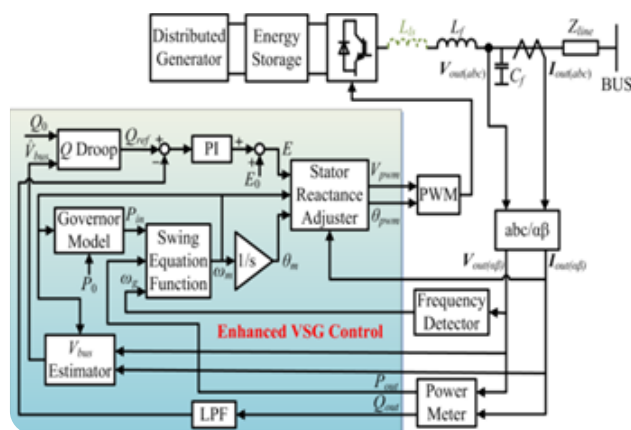 Distributed Generator
Energy Storage
L_ls
L_f
Z_line
V_out(abc)
C_f
I_out(abc)
BUS
Q_0
V̂_bus
Q Droop
Q_ref
+
−
PI
+
+
E
E_0
Stator Reactance Adjuster
V_pwm
θ_pwm
PWM
abc/αβ
Governor Model
P_in
P_0
Swing Equation Function
ω_g
ω_m
1/s
θ_m
V_out(αβ)
I_out(αβ)
Frequency Detector
Enhanced VSG Control
V_bus Estimator
P_out
Q_out
Power Meter
LPF